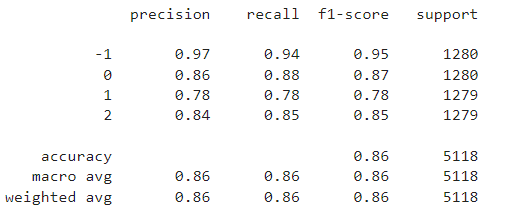 precision recall f1-score support
-1 0.97 0.94 0.95 1280
0 0.86 0.88 0.87 1280
1 0.78 0.78 0.78 1279
2 0.84 0.85 0.85 1279
accuracy 0.86 5118
macro avg 0.86 0.86 0.86 5118
weighted avg 0.86 0.86 0.86 5118